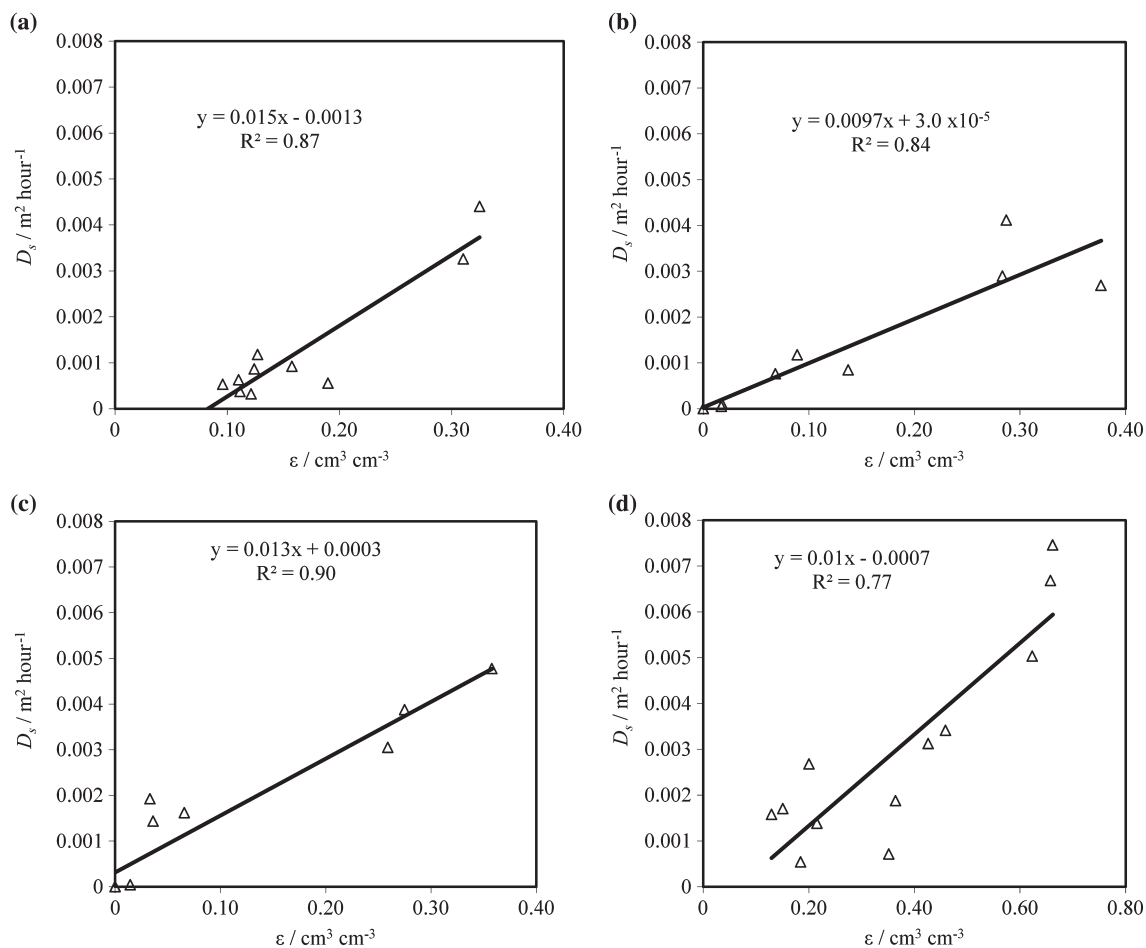 (a)
0.008
0.007
0.006
0.005
0.004
0.003
0.002
0.001
0
D_s / m² hour⁻¹
y = 0.015x - 0.0013
R² = 0.87
0 0.10 0.20 0.30 0.40
ε / cm³ cm⁻³
(b)
0.008
0.007
0.006
0.005
0.004
0.003
0.002
0.001
0
D_s / m² hour⁻¹
y = 0.0097x + 3.0 x10⁻⁵
R² = 0.84
0 0.10 0.20 0.30 0.40
ε / cm³ cm⁻³
(c)
0.008
0.007
0.006
0.005
0.004
0.003
0.002
0.001
0
D_s / m² hour⁻¹
y = 0.013x + 0.0003
R² = 0.90
0 0.10 0.20 0.30 0.40
ε / cm³ cm⁻³
(d)
0.008
0.007
0.006
0.005
0.004
0.003
0.002
0.001
0
D_s / m² hour⁻¹
y = 0.01x - 0.0007
R² = 0.77
0 0.20 0.40 0.60 0.80
ε / cm³ cm⁻³